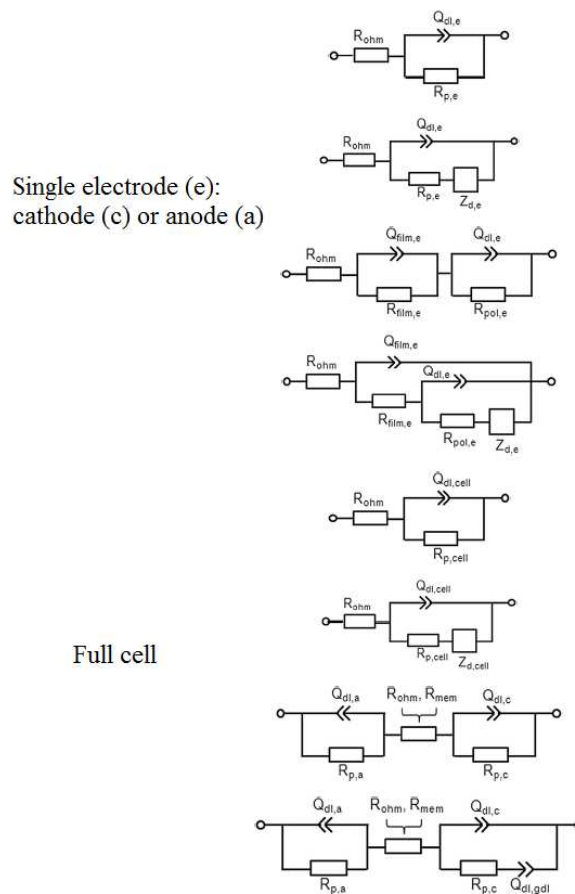 Q_dl,e
R_ohm
R_p,e
Q_dl,e
R_ohm
R_p,e Z_d,e
Single electrode (e):
cathode (c) or anode (a)
Q_film,e Q_dl,e
R_ohm
R_film,e R_pol,e
Q_film,e
R_ohm Q_dl,e
R_film,e R_pol,e Z_d,e
Q_dl,cell
R_ohm
R_p,cell
Q_dl,cell
R_ohm
R_p,cell Z_d,cell
Full cell
Q_dl,a R_ohm, R_mem Q_dl,c
R_p,a R_p,c
Q_dl,a R_ohm, R_mem Q_dl,c
R_p,a R_p,c Q_dl,gdl